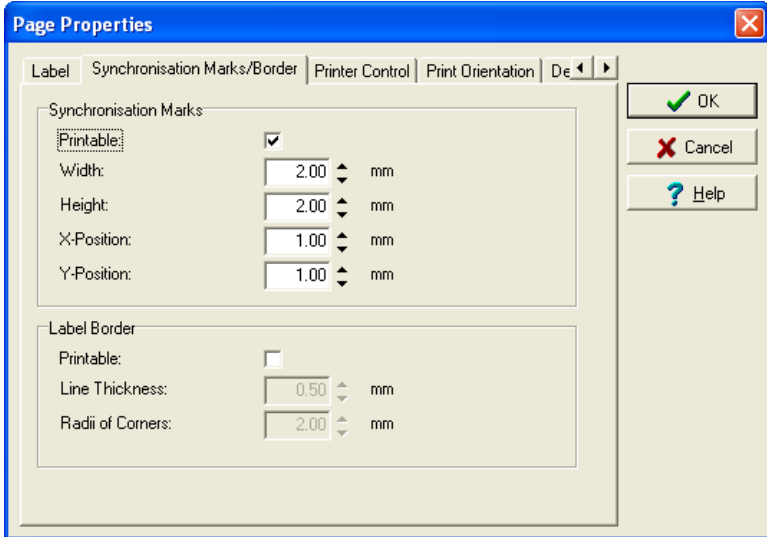 Page Properties
Label Synchronisation Marks/Border Printer Control Print Orientation De
OK
Cancel
Help
Synchronisation Marks
Printable:
Width: 2.00 mm
Height: 2.00 mm
X-Position: 1.00 mm
Y-Position: 1.00 mm
Label Border
Printable:
Line Thickness: 0.50 mm
Radii of Corners: 2.00 mm